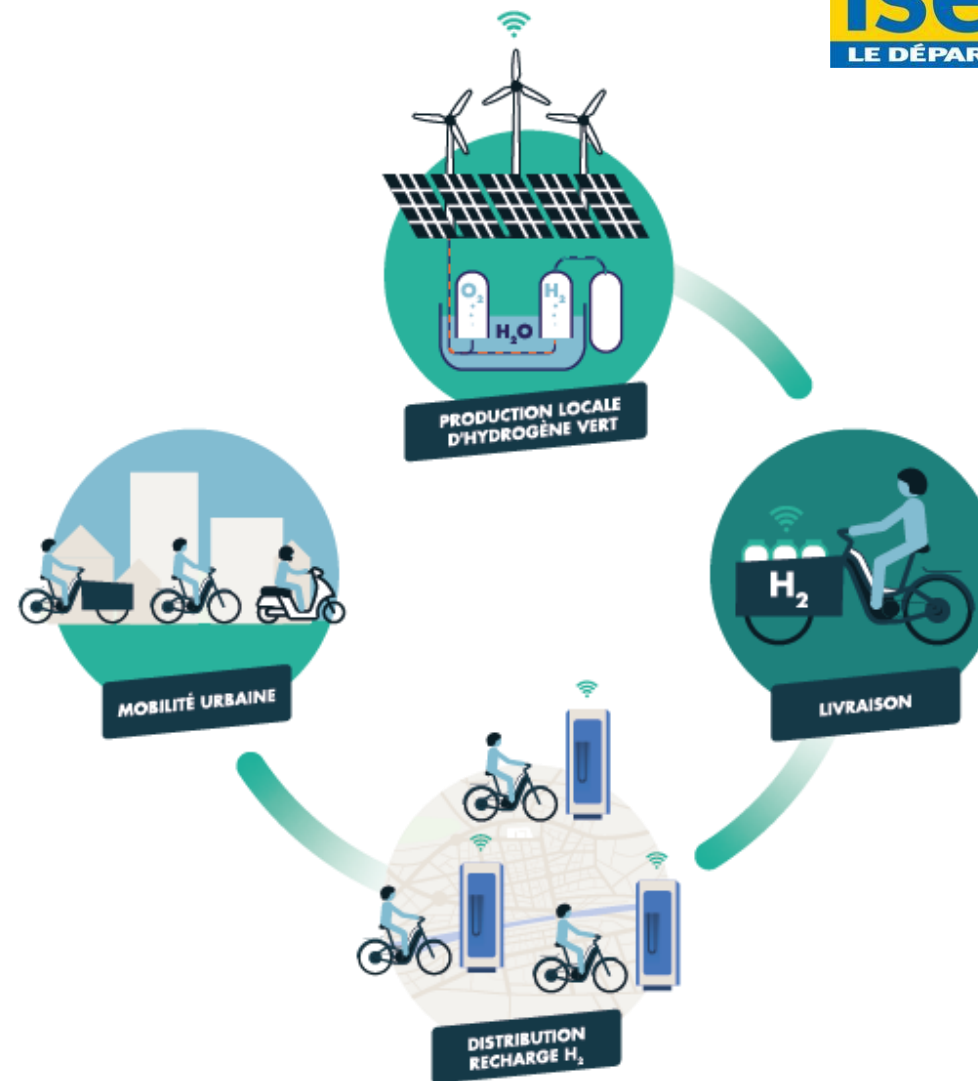 LE DÉPAR
O₂
H₂
H₂O
PRODUCTION LOCALE
D'HYDROGÈNE VERT
H₂
MOBILITÉ URBAINE
LIVRAISON
DISTRIBUTION
RECHARGE H₂